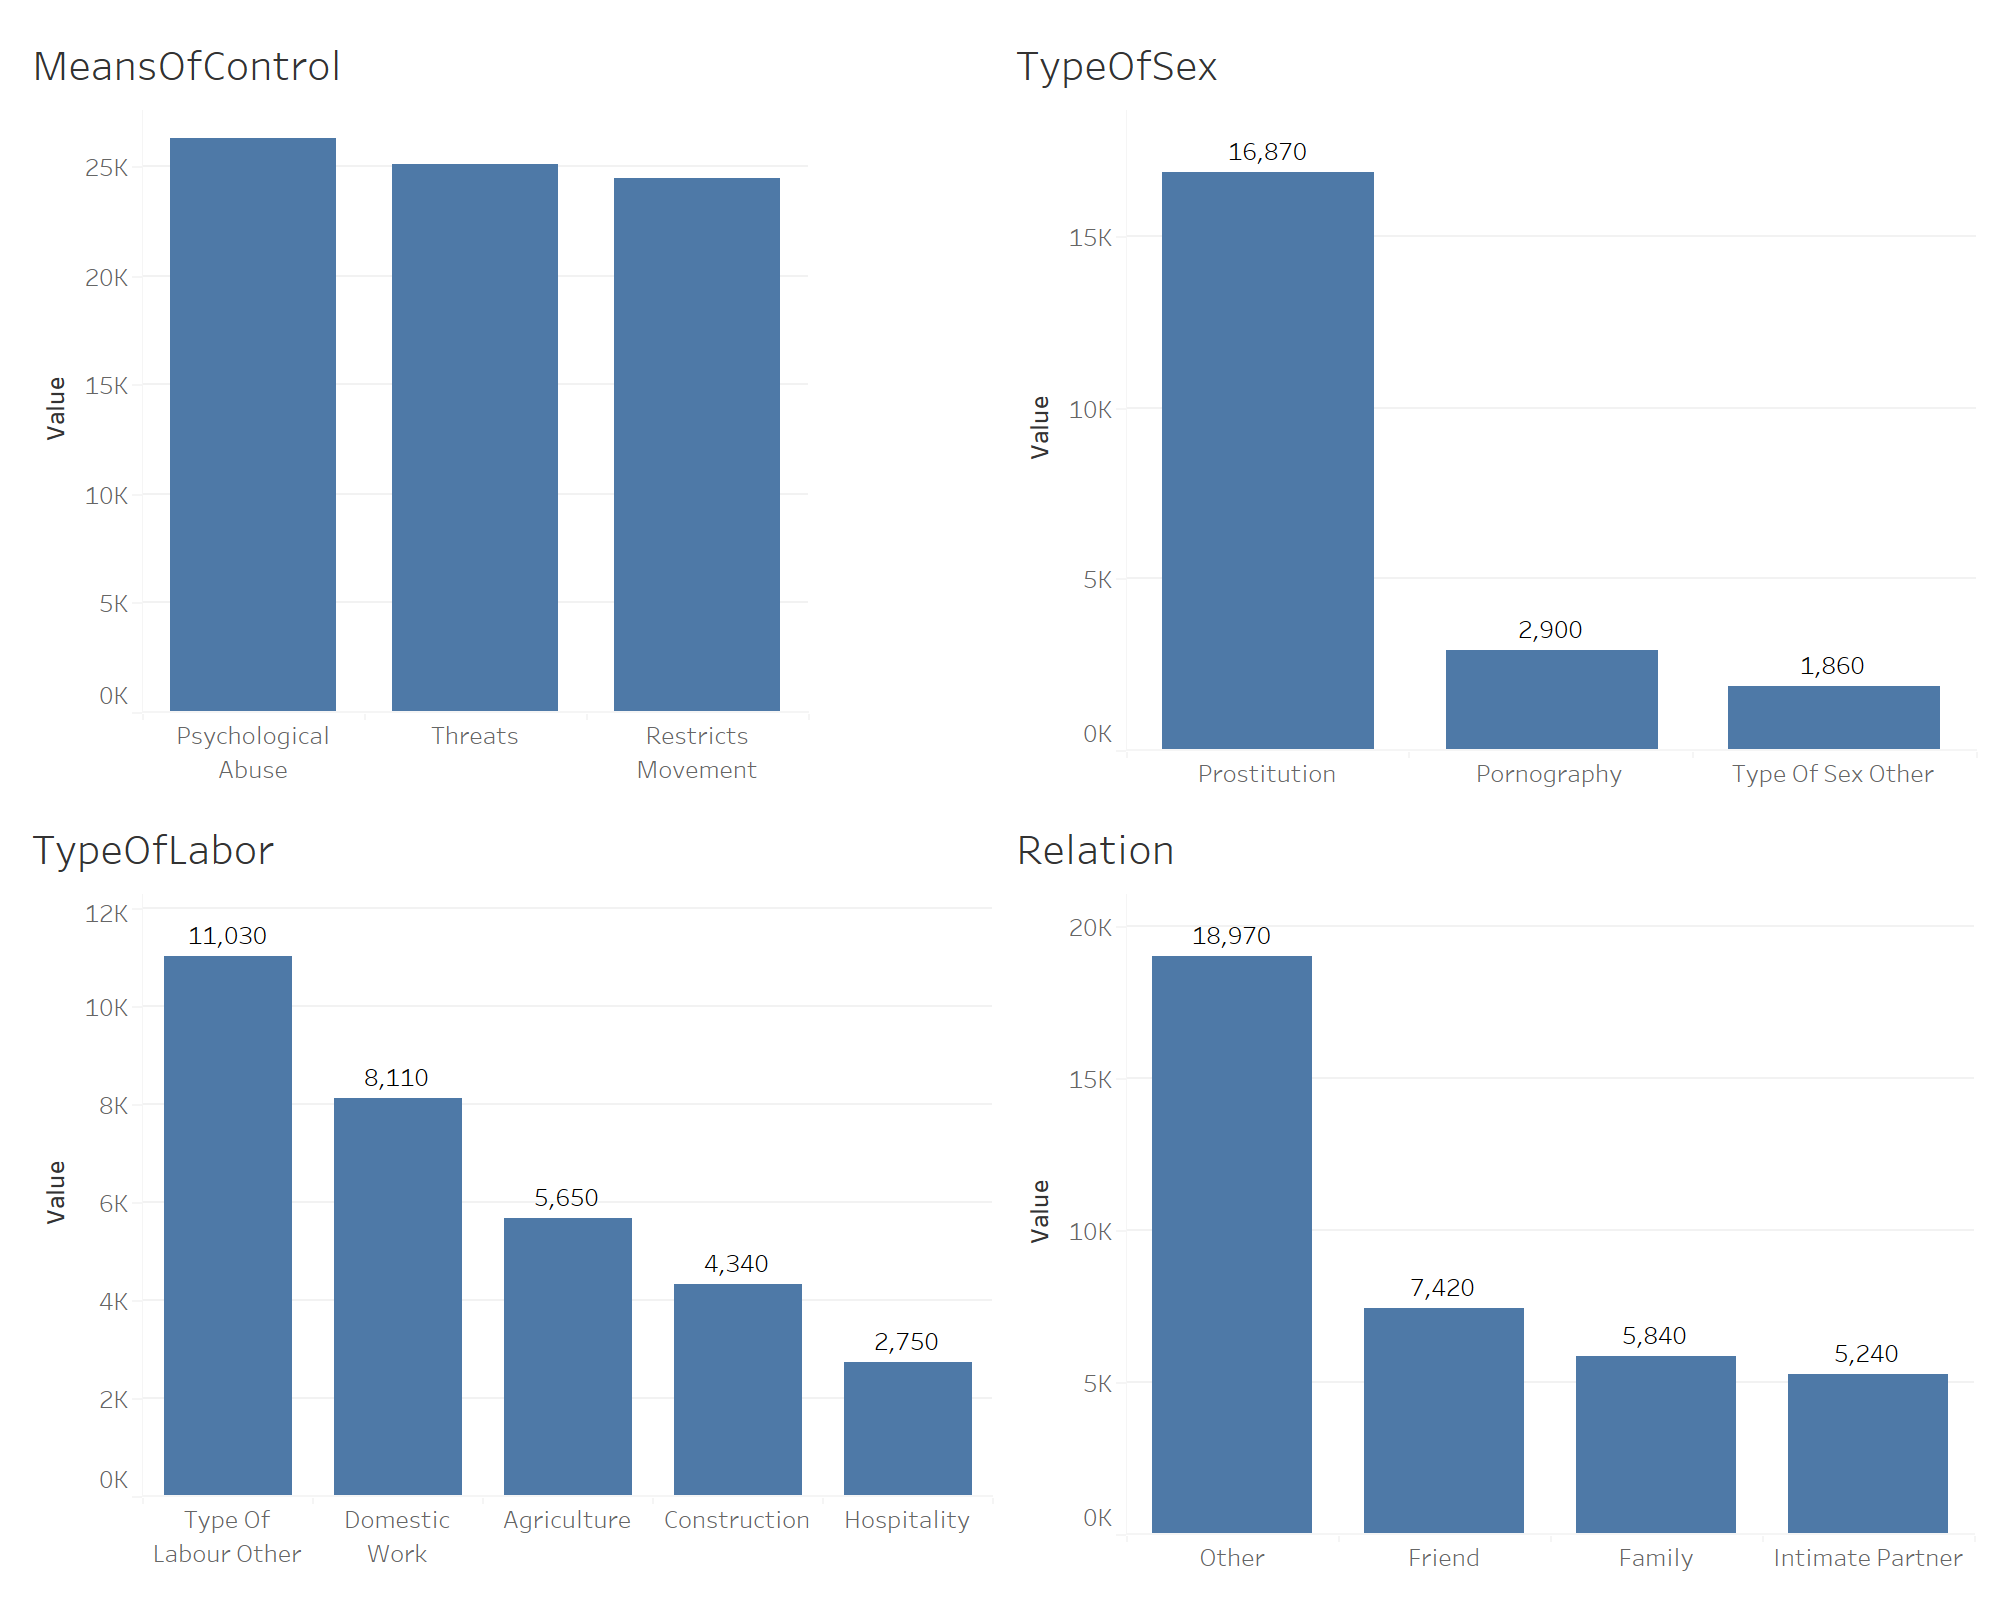 MeansOfControl
25K
20K
15K
10K
5K
0K
Value
Psychological
Abuse
Threats
Restricts
Movement
TypeOfSex
16,870
15K
10K
5K
0K
Value
2,900
1,860
Prostitution
Pornography
Type Of Sex Other
TypeOfLabor
12K
10K
8K
6K
4K
2K
0K
Value
11,030
8,110
5,650
4,340
2,750
Type Of
Labour Other
Domestic
Work
Agriculture
Construction
Hospitality
Relation
20K
15K
10K
5K
0K
Value
18,970
7,420
5,840
5,240
Other
Friend
Family
Intimate Partner